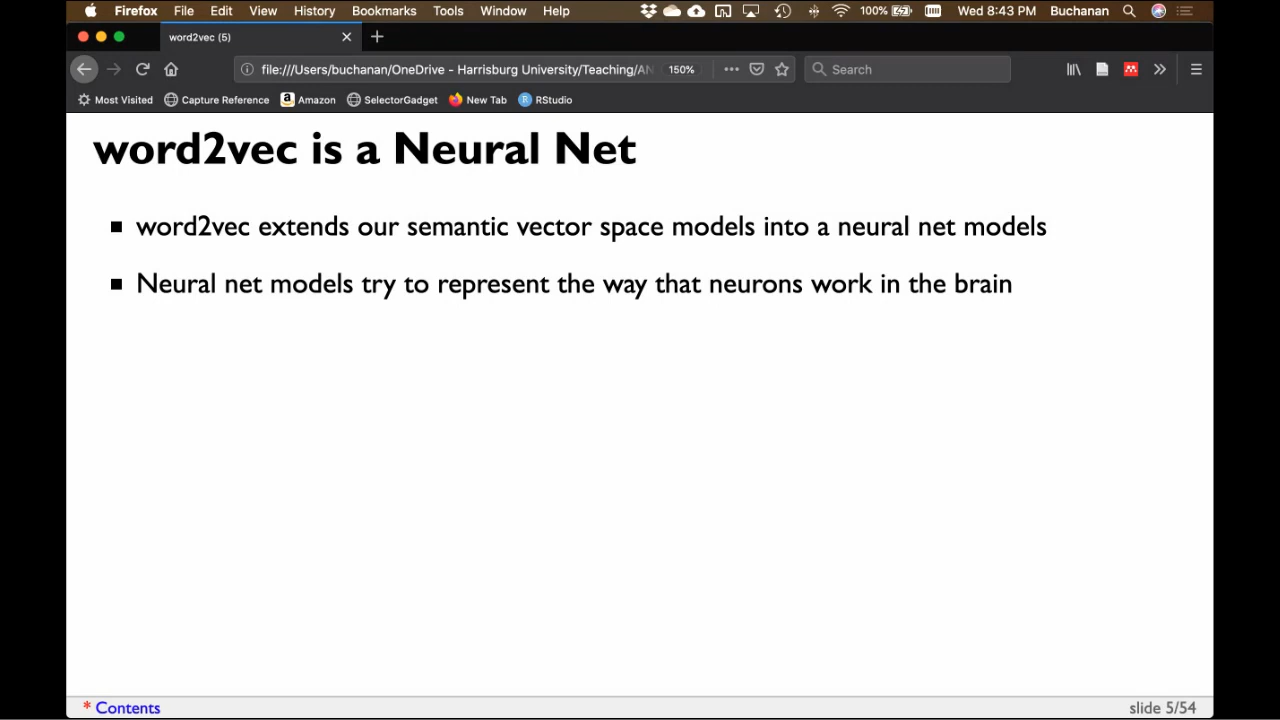 Firefox File Edit View History Bookmarks Tools Window Help 100% Wed 8:43 PM Buchanan
word2vec (5)
file:///Users/buchanan/OneDrive - Harrisburg University/Teaching/AN 150% Search
Most Visited Capture Reference Amazon SelectorGadget New Tab RStudio
word2vec is a Neural Net
word2vec extends our semantic vector space models into a neural net models
Neural net models try to represent the way that neurons work in the brain
* Contents slide 5/54